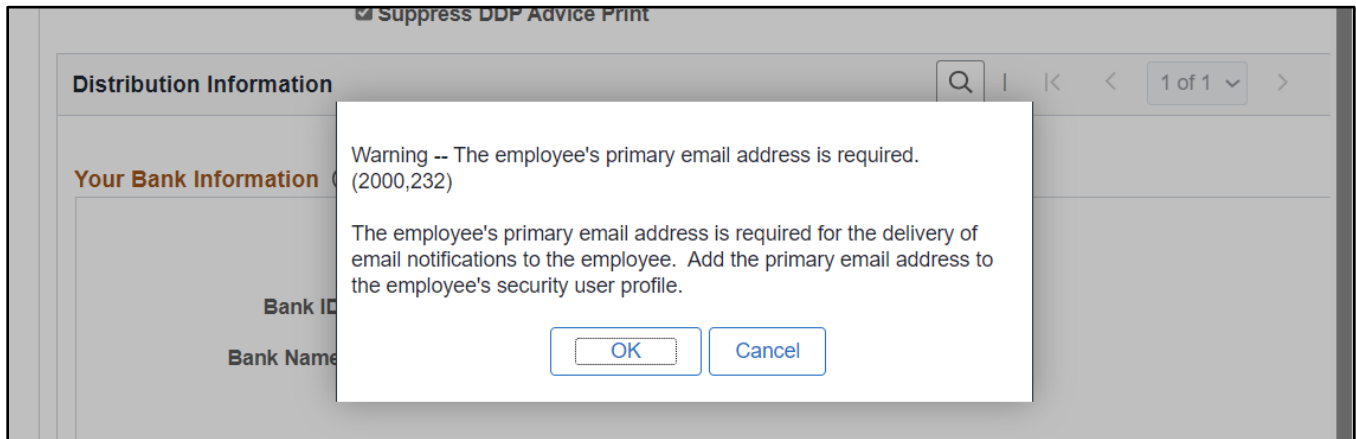 Suppress DDP Advice Print
Distribution Information
1 of 1
Warning -- The employee's primary email address is required.
(2000,232)
Your Bank Information
The employee's primary email address is required for the delivery of
email notifications to the employee.  Add the primary email address to
the employee's security user profile.
Bank ID
Bank Name
OK
Cancel